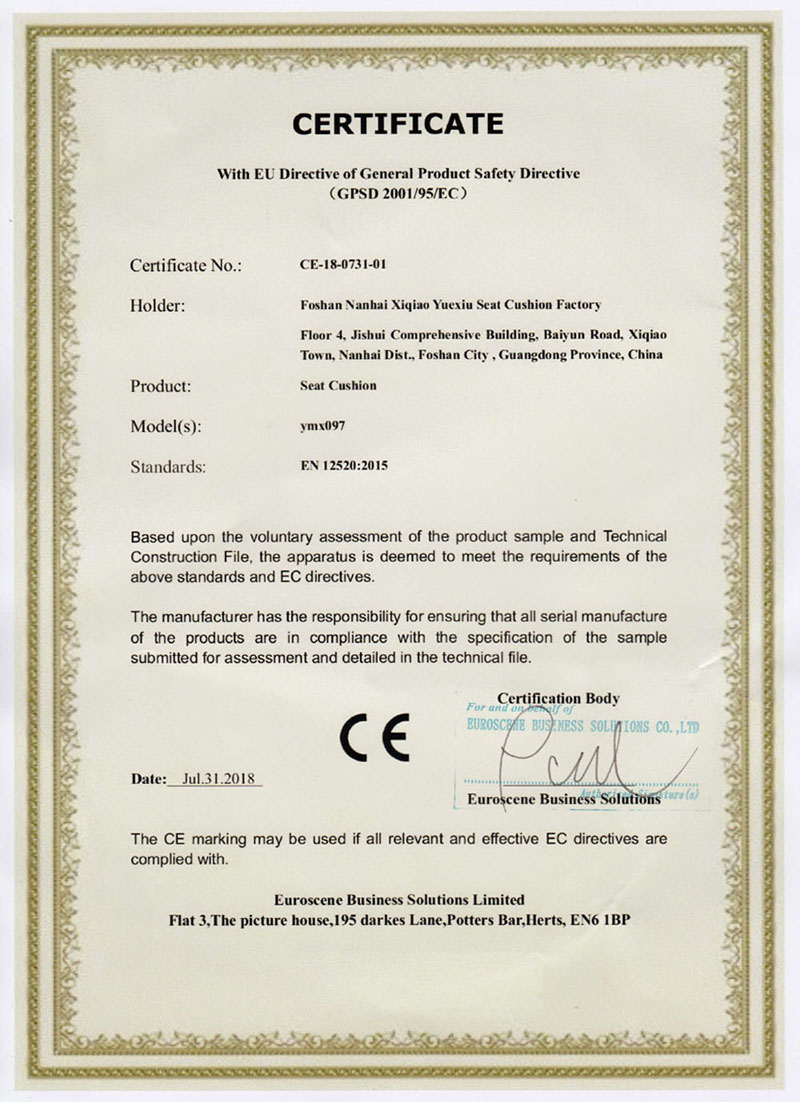 CERTIFICATE
With EU Directive of General Product Safety Directive
(GPSD 2001/95/EC)
Certificate No.: CE-18-0731-01
Holder: Foshan Nanhai Xiqiao Yuexiu Seat Cushion Factory
Floor 4, Jishui Comprehensive Building, Baiyun Road, Xiqiao
Town, Nanhai Dist., Foshan City , Guangdong Province, China
Product: Seat Cushion
Model(s): ymx097
Standards: EN 12520:2015
Based upon the voluntary assessment of the product sample and Technical
Construction File, the apparatus is deemed to meet the requirements of the
above standards and EC directives.
The manufacturer has the responsibility for ensuring that all serial manufacture
of the products are in compliance with the specification of the sample
submitted for assessment and detailed in the technical file.
Certification Body
For and on behalf of
EUROSCENE BUSINESS SOLUTIONS CO.,LTD
CE
Date: Jul.31.2018
Authorized Signature(s)
Euroscene Business Solutions
The CE marking may be used if all relevant and effective EC directives are
complied with.
Euroscene Business Solutions Limited
Flat 3,The picture house,195 darkes Lane,Potters Bar,Herts, EN6 1BP